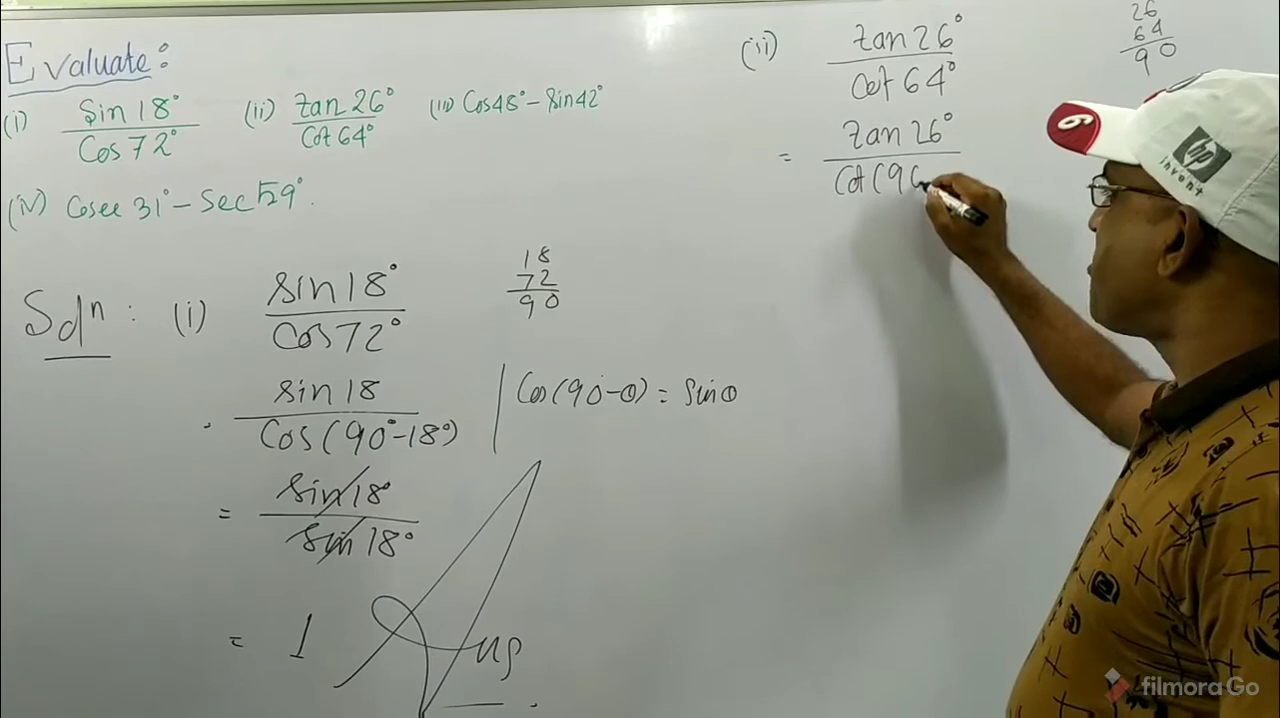 Evaluate:
(i) Sin 18° / Cos 72° (ii) tan 26° / Cot 64° (iii) Cos 48° - Sin 42°
(iv) Cosec 31° - Sec 59°.
Soln: (i) sin 18° / Cos 72°
18
72
90
sin 18 / Cos (90° - 18°) | Cos (90° - θ) = Sin θ
= sin 18° / sin 18°
= 1 Ans.
(ii) tan 26° / Cot 64°
26
64
90
= tan 26° / Cot (90
6
hp
invent
filmora Go